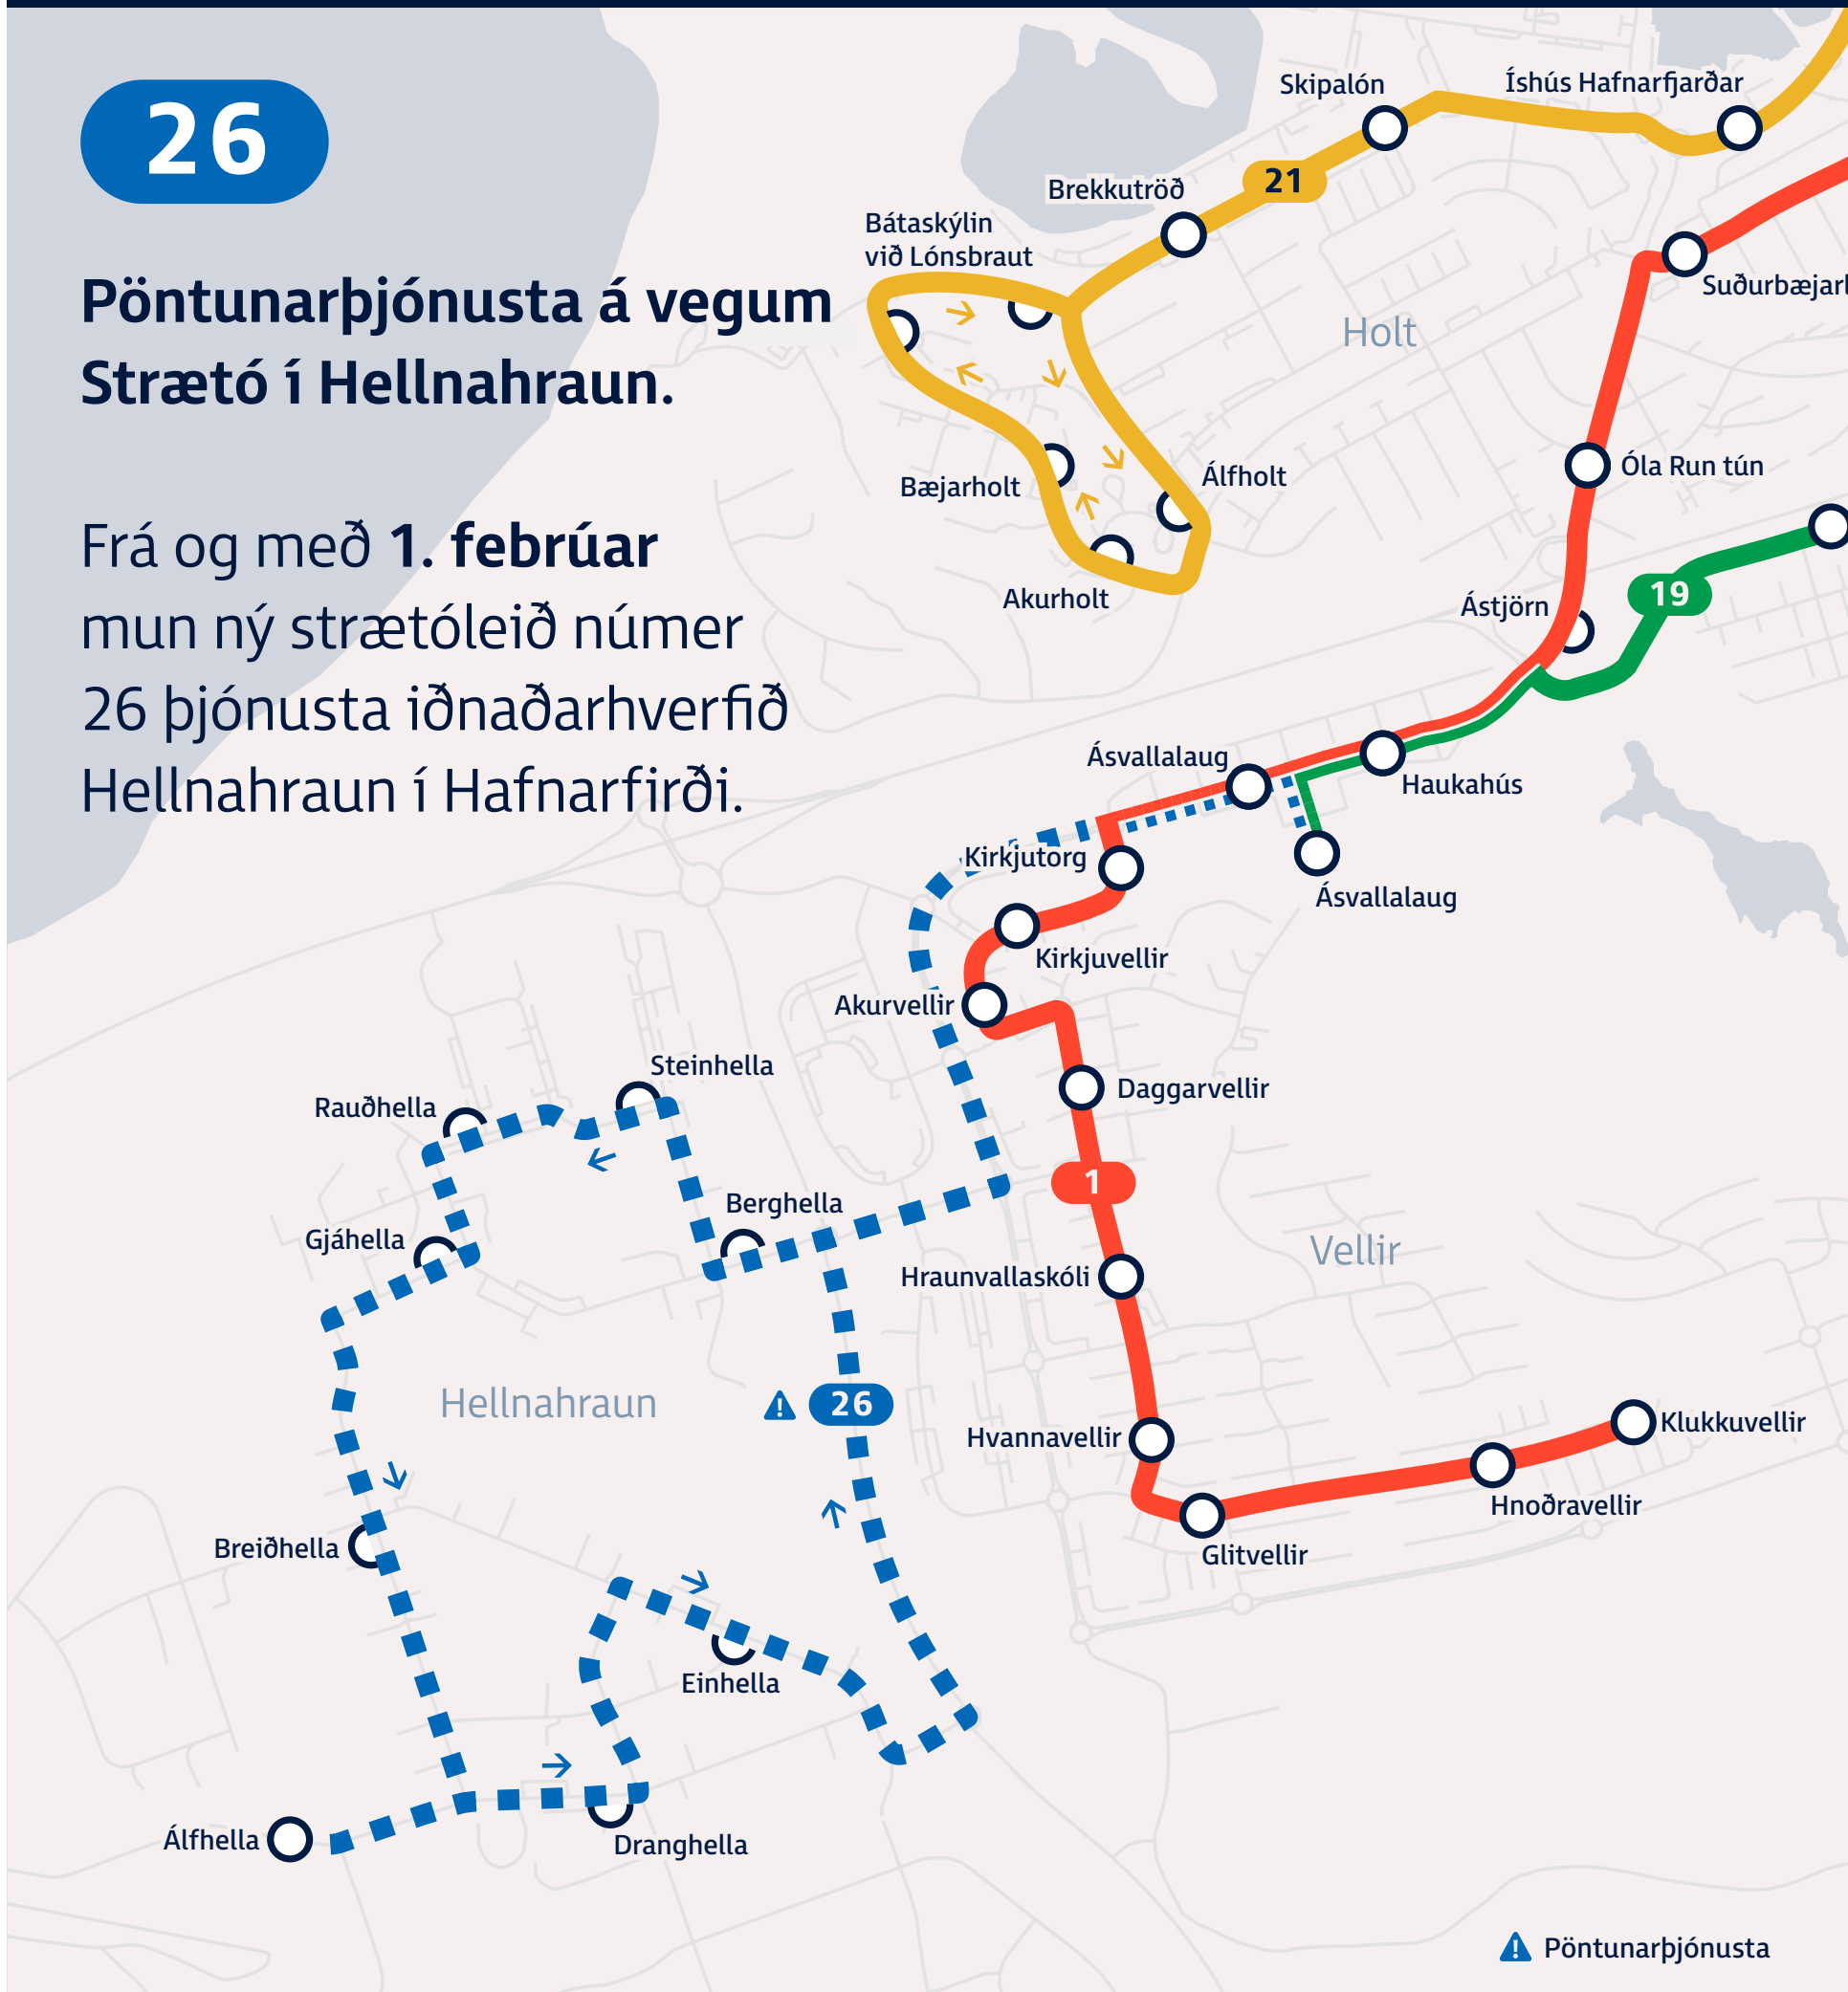 26
Pöntunarþjónusta á vegum
Strætó í Hellnahraun.
Frá og með 1. febrúar
mun ný strætóleið númer
26 þjónusta iðnaðarhverfið
Hellnahraun í Hafnarfirði.
Skipalón
Íshús Hafnarfjarðar
21
Brekkutröð
Bátaskýlin
við Lónsbraut
Suðurbæjarl
Holt
Óla Run tún
Álfholt
Bæjarholt
Akurholt
19
Ástjörn
Ásvallalaug
Haukahús
Kirkjutorg
Ásvallalaug
Kirkjuvellir
Akurvellir
Steinhella
Daggarvellir
Rauðhella
1
Berghella
Gjáhella
Vellir
Hraunvallaskóli
Hellnahraun
26
Klukkuvellir
Hvannavellir
Hnoðravellir
Breiðhella
Glitvellir
Einhella
Álfhella
Dranghella
Pöntunarþjónusta